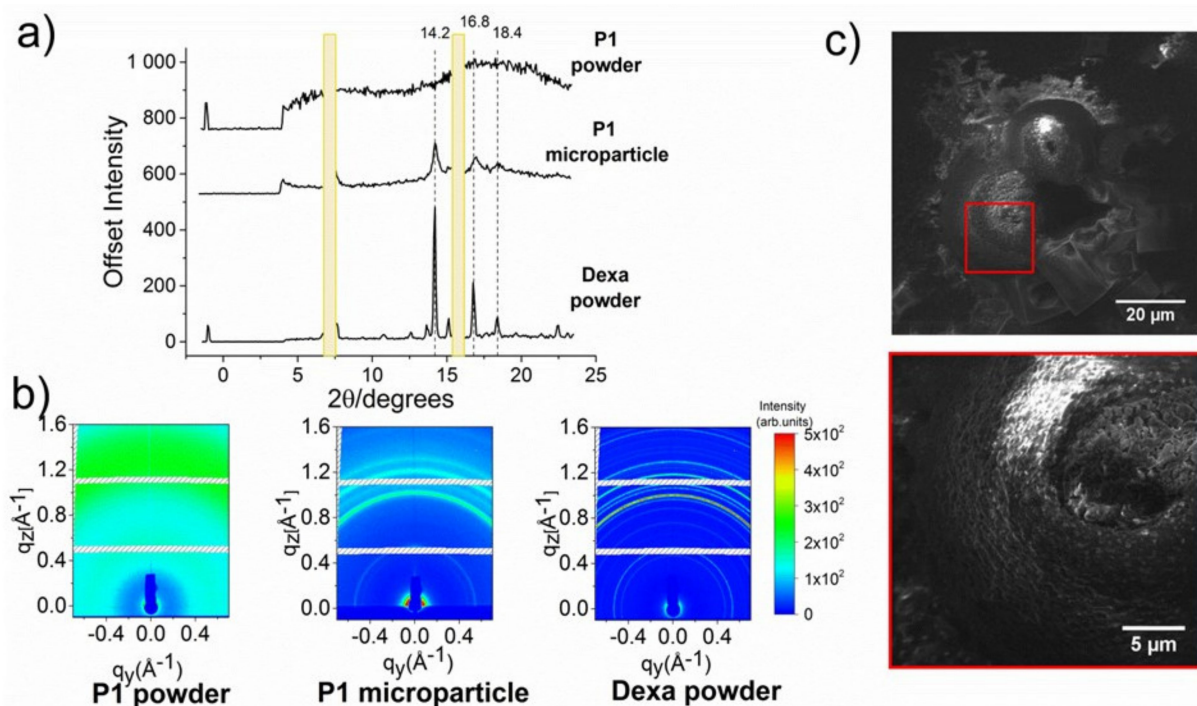 a)
14.2
16.8
18.4
P1
powder
P1
microparticle
Dexa
powder
1 000
800
600
400
200
0
Offset Intensity
0 5 10 15 20 25
2θ/degrees
b)
Intensity
(arb.units)
5x10²
4x10²
3x10²
2x10²
1x10²
0
1.6
1.2
0.8
0.4
0.0
qz[Å⁻¹]
-0.4 0.0 0.4
qy(Å⁻¹)
P1 powder
1.6
1.2
0.8
0.4
0.0
qz[Å⁻¹]
-0.4 0.0 0.4
qy(Å⁻¹)
P1 microparticle
1.6
1.2
0.8
0.4
0.0
qz[Å⁻¹]
-0.4 0.0 0.4
qy(Å⁻¹)
Dexa powder
c)
20 µm
5 µm